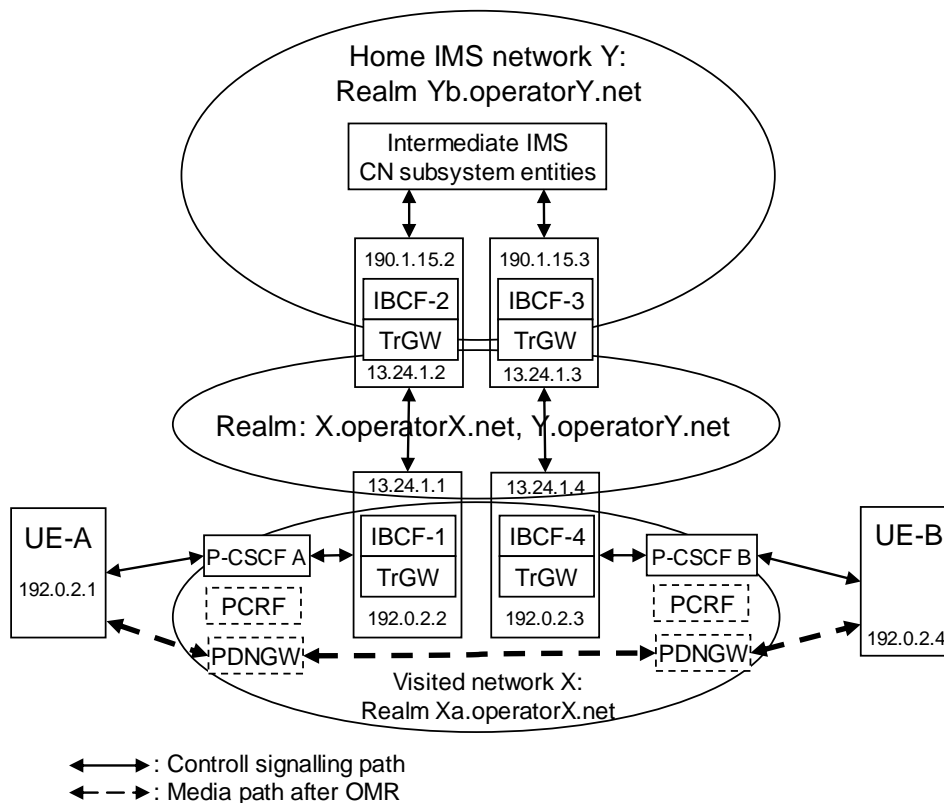 Home IMS network Y:
Realm Yb.operatorY.net
Intermediate IMS
CN subsystem entities
190.1.15.2
190.1.15.3
IBCF-2
IBCF-3
TrGW
TrGW
13.24.1.2
13.24.1.3
Realm: X.operatorX.net, Y.operatorY.net
13.24.1.1
13.24.1.4
UE-A
P-CSCF A
IBCF-1
IBCF-4
P-CSCF B
UE-B
192.0.2.1
TrGW
TrGW
PCRF
PCRF
192.0.2.2
192.0.2.3
192.0.2.4
PDNGW
PDNGW
Visited network X:
Realm Xa.operatorX.net
: Controll signalling path
: Media path after OMR